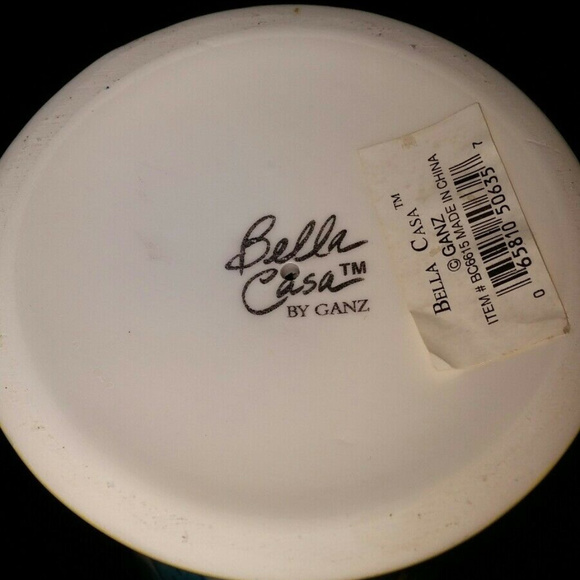 Bella
Casa™
BY GANZ
BELLA CASA™
© GANZ
ITEM # BC6615 MADE IN CHINA
0 65810 50635 7